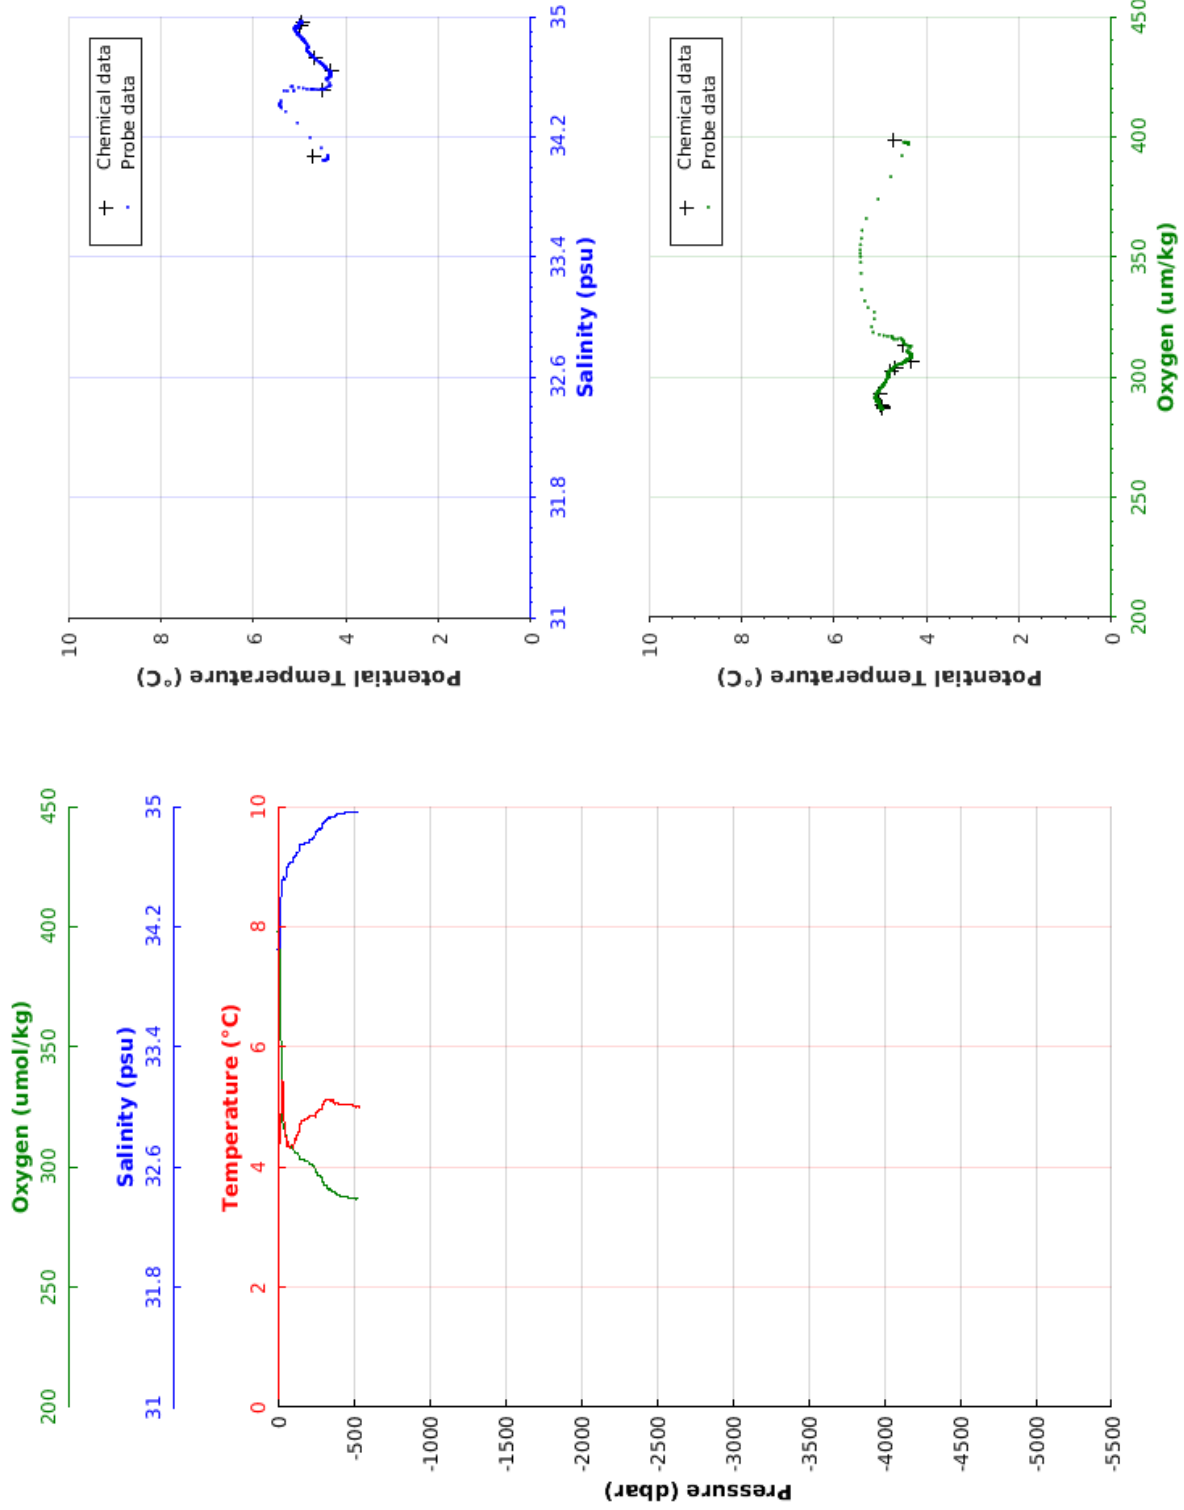 Oxygen (umol/kg)
200 250 300 350 400 450
Salinity (psu)
31 31.8 32.6 33.4 34.2 35
Temperature (°C)
0 2 4 6 8 10
Pressure (dbar)
0
-500
-1000
-1500
-2000
-2500
-3000
-3500
-4000
-4500
-5000
-5500
Potential Temperature (°C)
10
8
6
4
2
0
Chemical data
Probe data
31 31.8 32.6 33.4 34.2 35
Salinity (psu)
Potential Temperature (°C)
10
8
6
4
2
0
Chemical data
Probe data
200 250 300 350 400 450
Oxygen (um/kg)